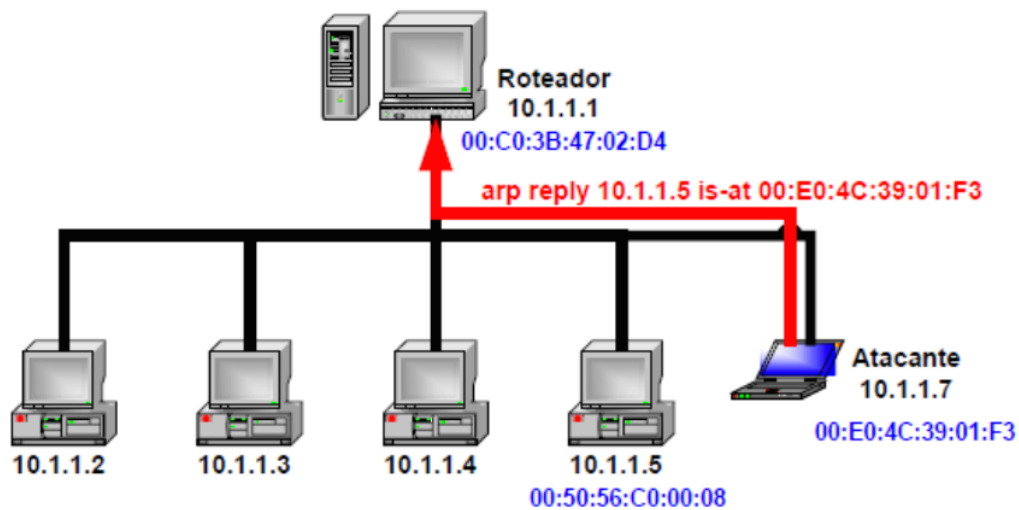 Roteador
10.1.1.1
00:C0:3B:47:02:D4
arp reply 10.1.1.5 is-at 00:E0:4C:39:01:F3
Atacante
10.1.1.7
00:E0:4C:39:01:F3
10.1.1.2
10.1.1.3
10.1.1.4
10.1.1.5
00:50:56:C0:00:08